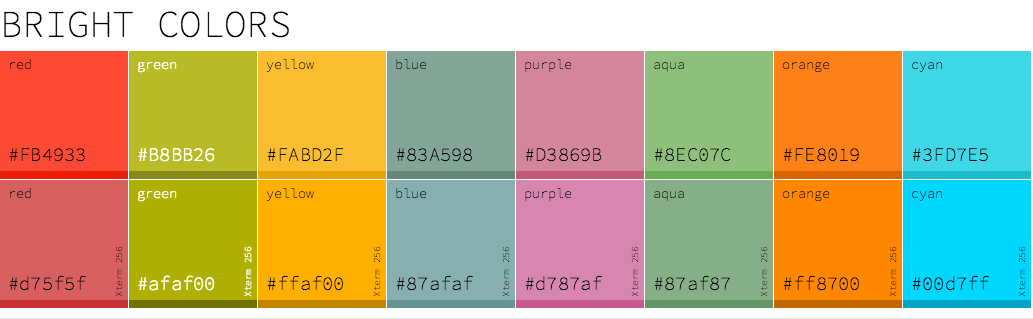 BRIGHT COLORS
red green yellow blue purple aqua orange cyan
#FB4933 #B8BB26 #FABD2F #83A598 #D3869B #8EC07C #FE8019 #3FD7E5
red green yellow blue purple aqua orange cyan
Xterm 256 Xterm 256 Xterm 256 Xterm 256 Xterm 256 Xterm 256 Xterm 256 Xterm 256
#d75f5f #afaf00 #ffaf00 #87afaf #d787af #87af87 #ff8700 #00d7ff